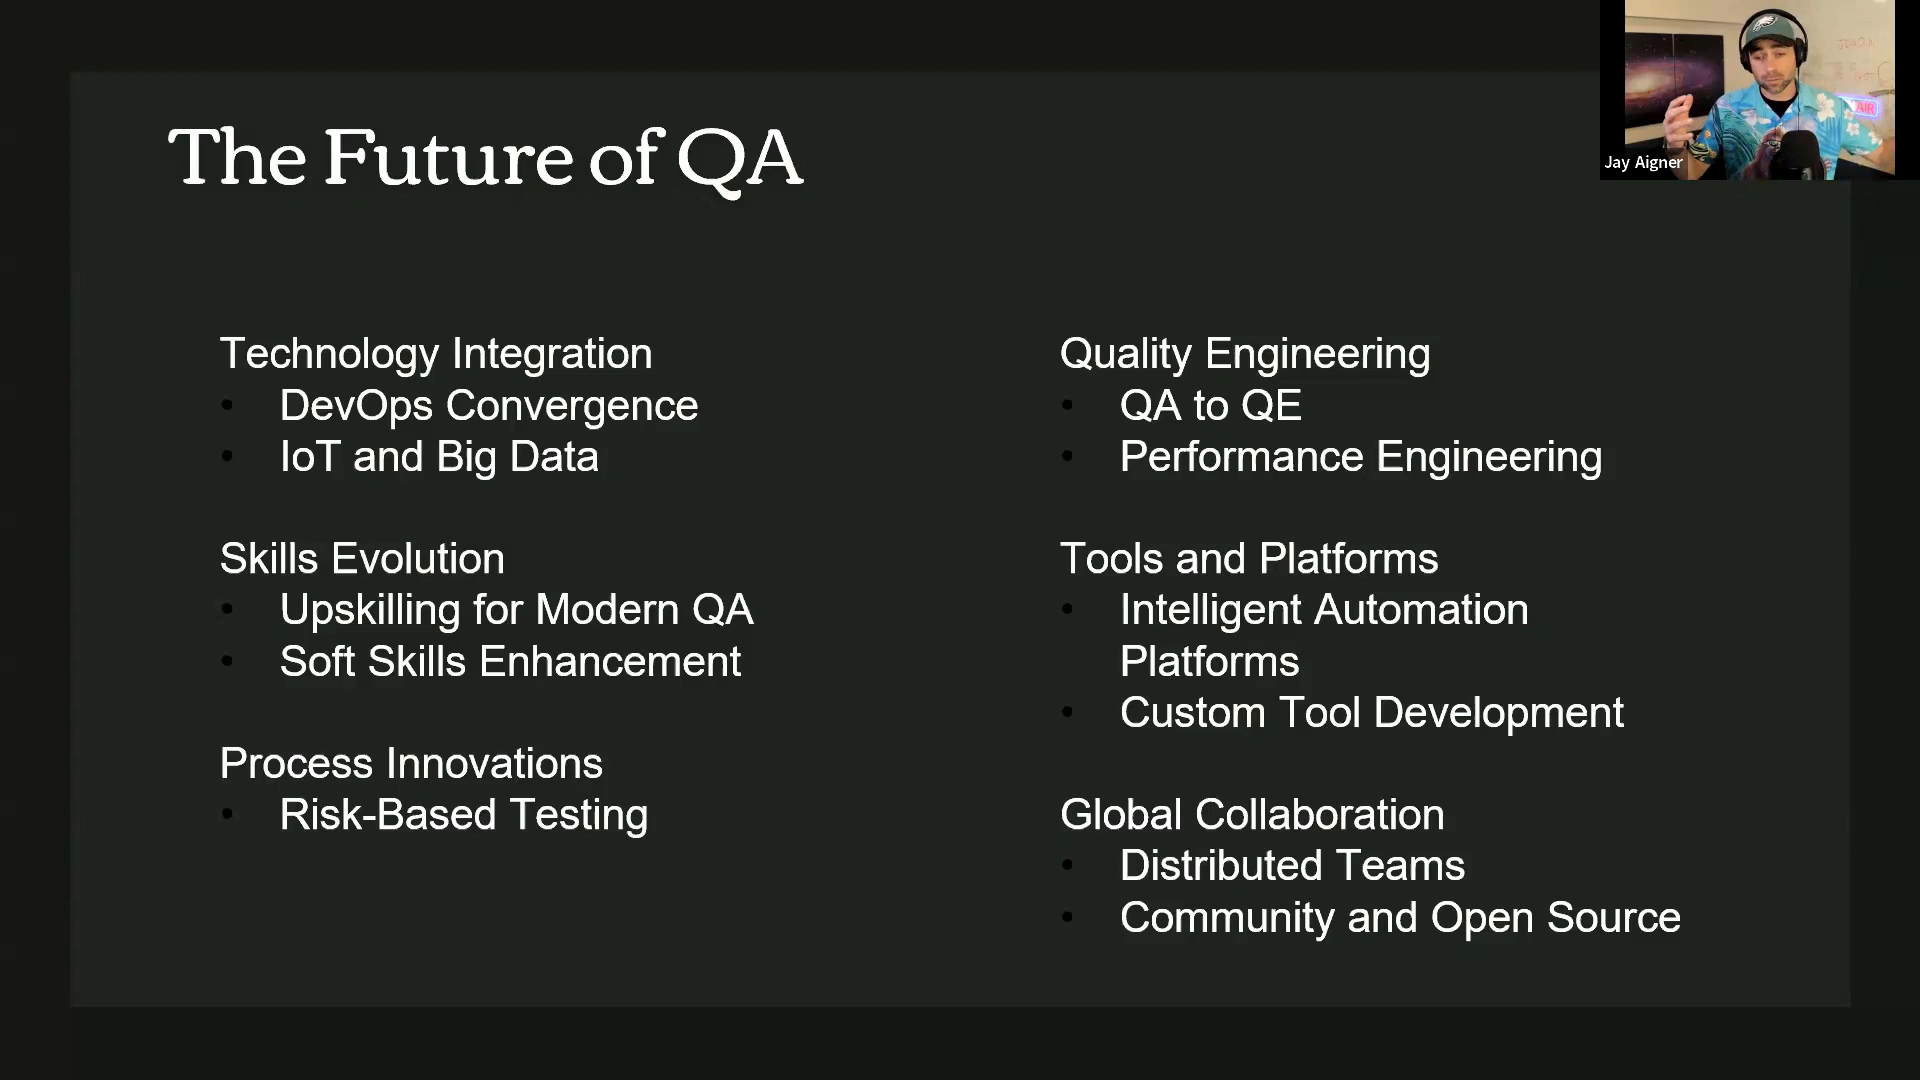 The Future of QA
Technology Integration
• DevOps Convergence
• IoT and Big Data
Skills Evolution
• Upskilling for Modern QA
• Soft Skills Enhancement
Process Innovations
• Risk-Based Testing
Quality Engineering
• QA to QE
• Performance Engineering
Tools and Platforms
• Intelligent Automation
Platforms
• Custom Tool Development
Global Collaboration
• Distributed Teams
• Community and Open Source
AIR
Jay Aigner